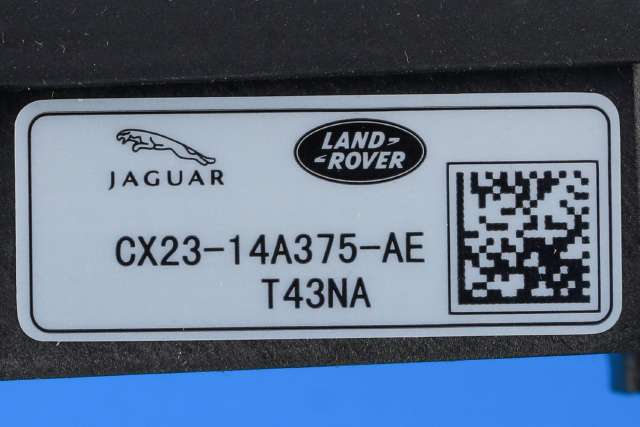 JAGUAR
LAND
ROVER
CX23-14A375-AE
T43NA